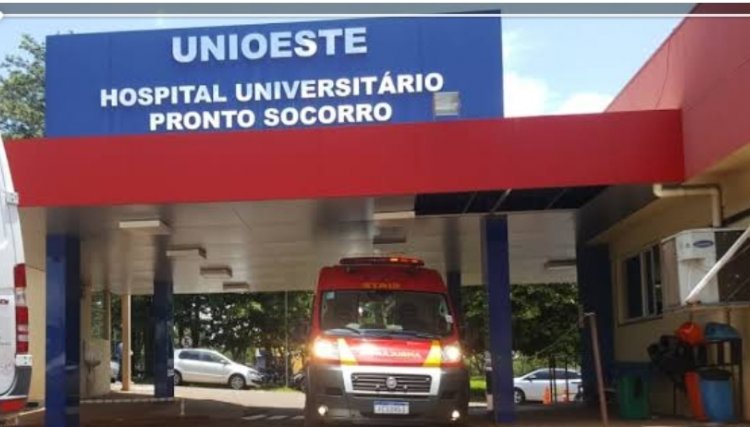 UNIOESTE
HOSPITAL UNIVERSITÁRIO
PRONTO SOCORRO